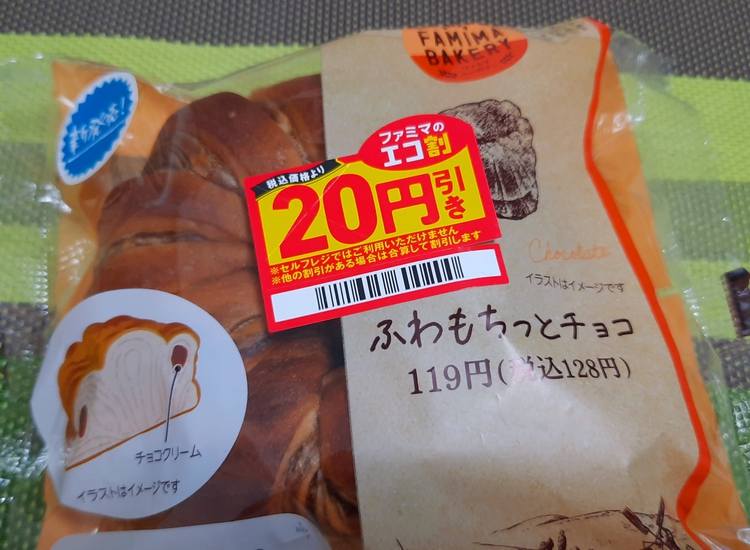 FAMIMA
BAKERY
新発売!
ファミマの
エコ割
税込価格より
20円引き
※セルフレジではご利用いただけません
※他の割引がある場合は合算して割引します
Chocolate
イラストはイメージです
ふわもちっとチョコ
119円(税込128円)
チョコクリーム
イラストはイメージです